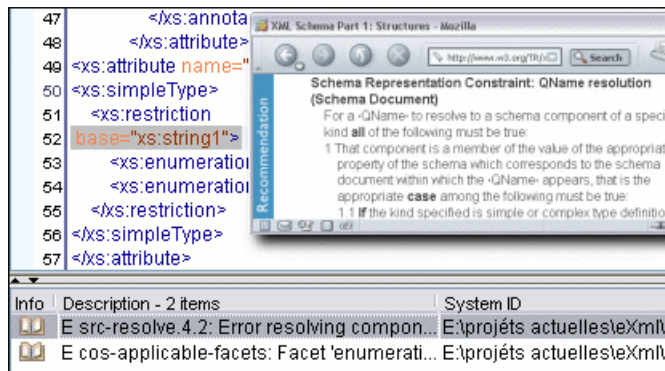 47 </xs:annota
48 </xs:attribute>
49 <xs:attribute name="
50 <xs:simpleType>
51 <xs:restriction
52 base="xs:string1">
53 <xs:enumeration
54 <xs:enumeration
55 </xs:restriction>
56 </xs:simpleType>
57 </xs:attribute>
XML Schema Part 1: Structures - Mozilla
http://www.w3.org/TR/x
Search
Recommendation
Schema Representation Constraint: QName resolution
(Schema Document)
For a ·QName· to resolve to a schema component of a speci
kind all of the following must be true:
1 That component is a member of the value of the appropriat
property of the schema which corresponds to the schema
document within which the ·QName· appears, that is the
appropriate case among the following must be true:
1.1 If the kind specified is simple or complex type definitio
Info Description - 2 items System ID
E src-resolve.4.2: Error resolving compon... E:\projéts actuelles\eXml\
E cos-applicable-facets: Facet 'enumerati... E:\projéts actuelles\eXml\